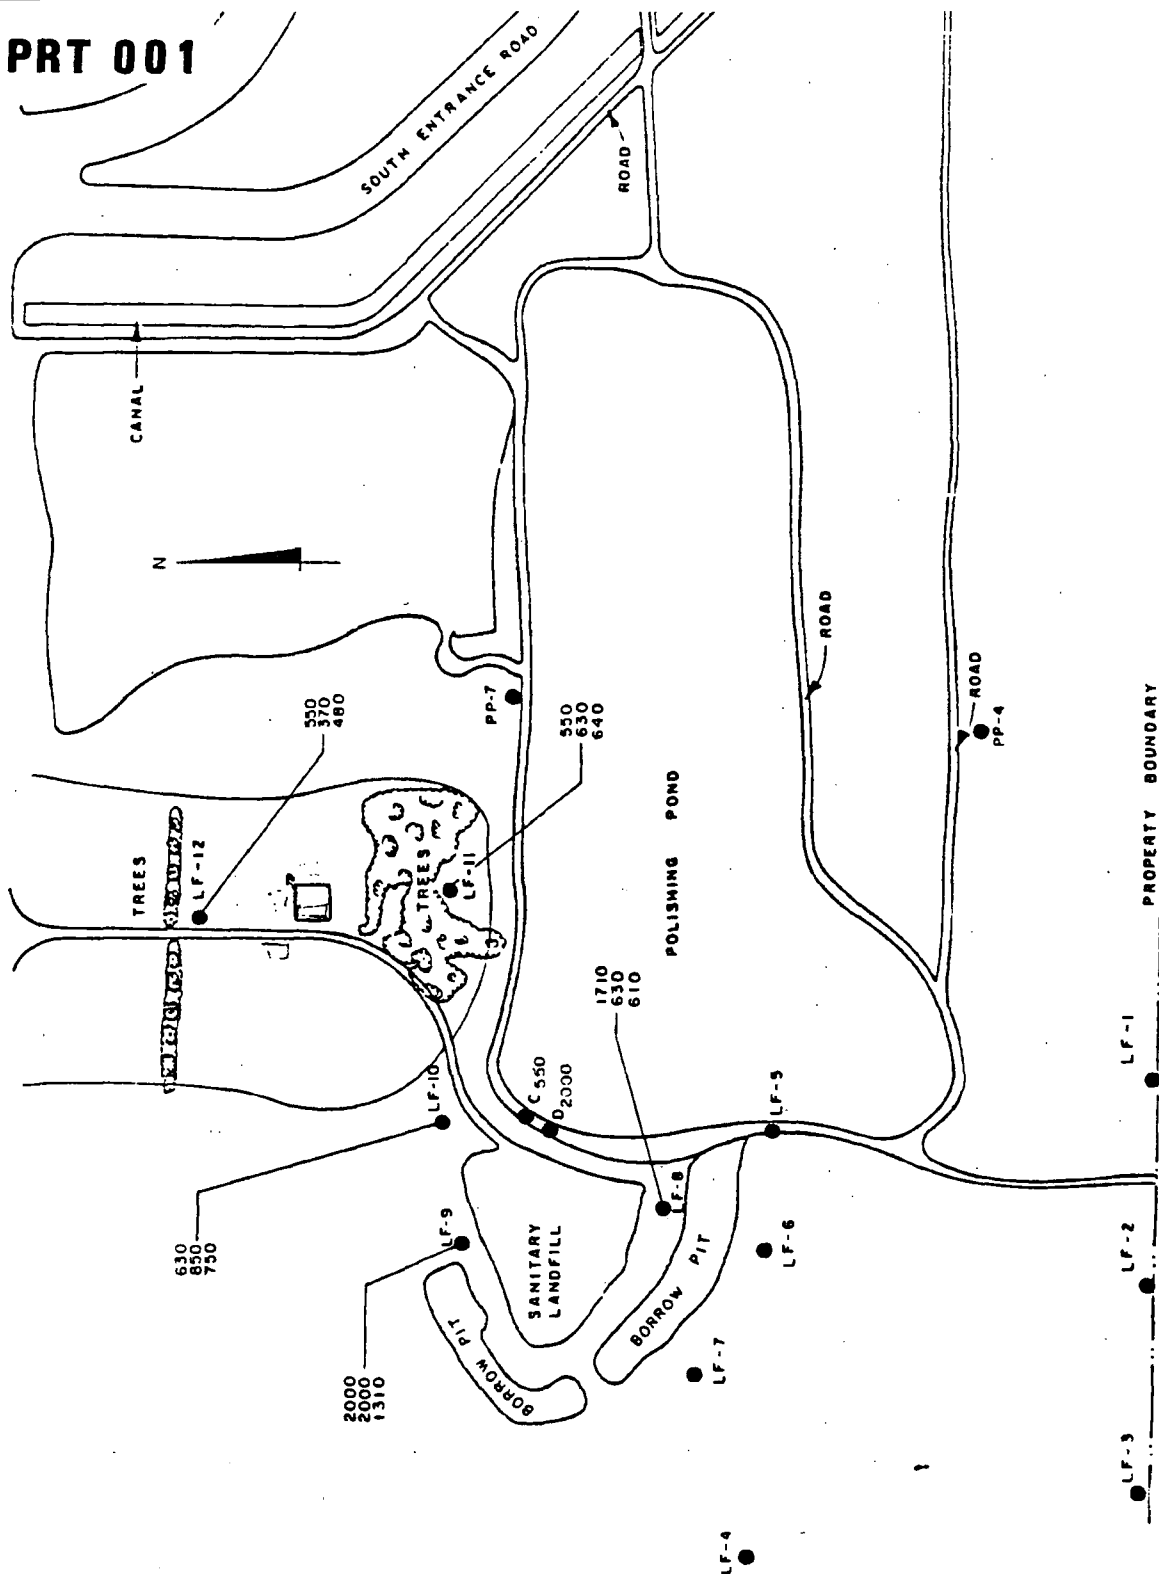 PRT 001
SOUTH ENTRANCE ROAD
ROAD
CANAL
N
550
370
480
PP-7
550
630
640
TREES
LF-12
TREES
LF-11
ROAD
ROAD
PP-4
POLISHING POND
PROPERTY BOUNDARY
1710
630
610
LF-10
C 550
D 2000
LF-5
LF-1
630
850
750
LF-9
SANITARY
LANDFILL
LF-8
BORROW PIT
LF-6
LF-2
2000
2000
1310
BORROW PIT
LF-7
LF-3
LF-4